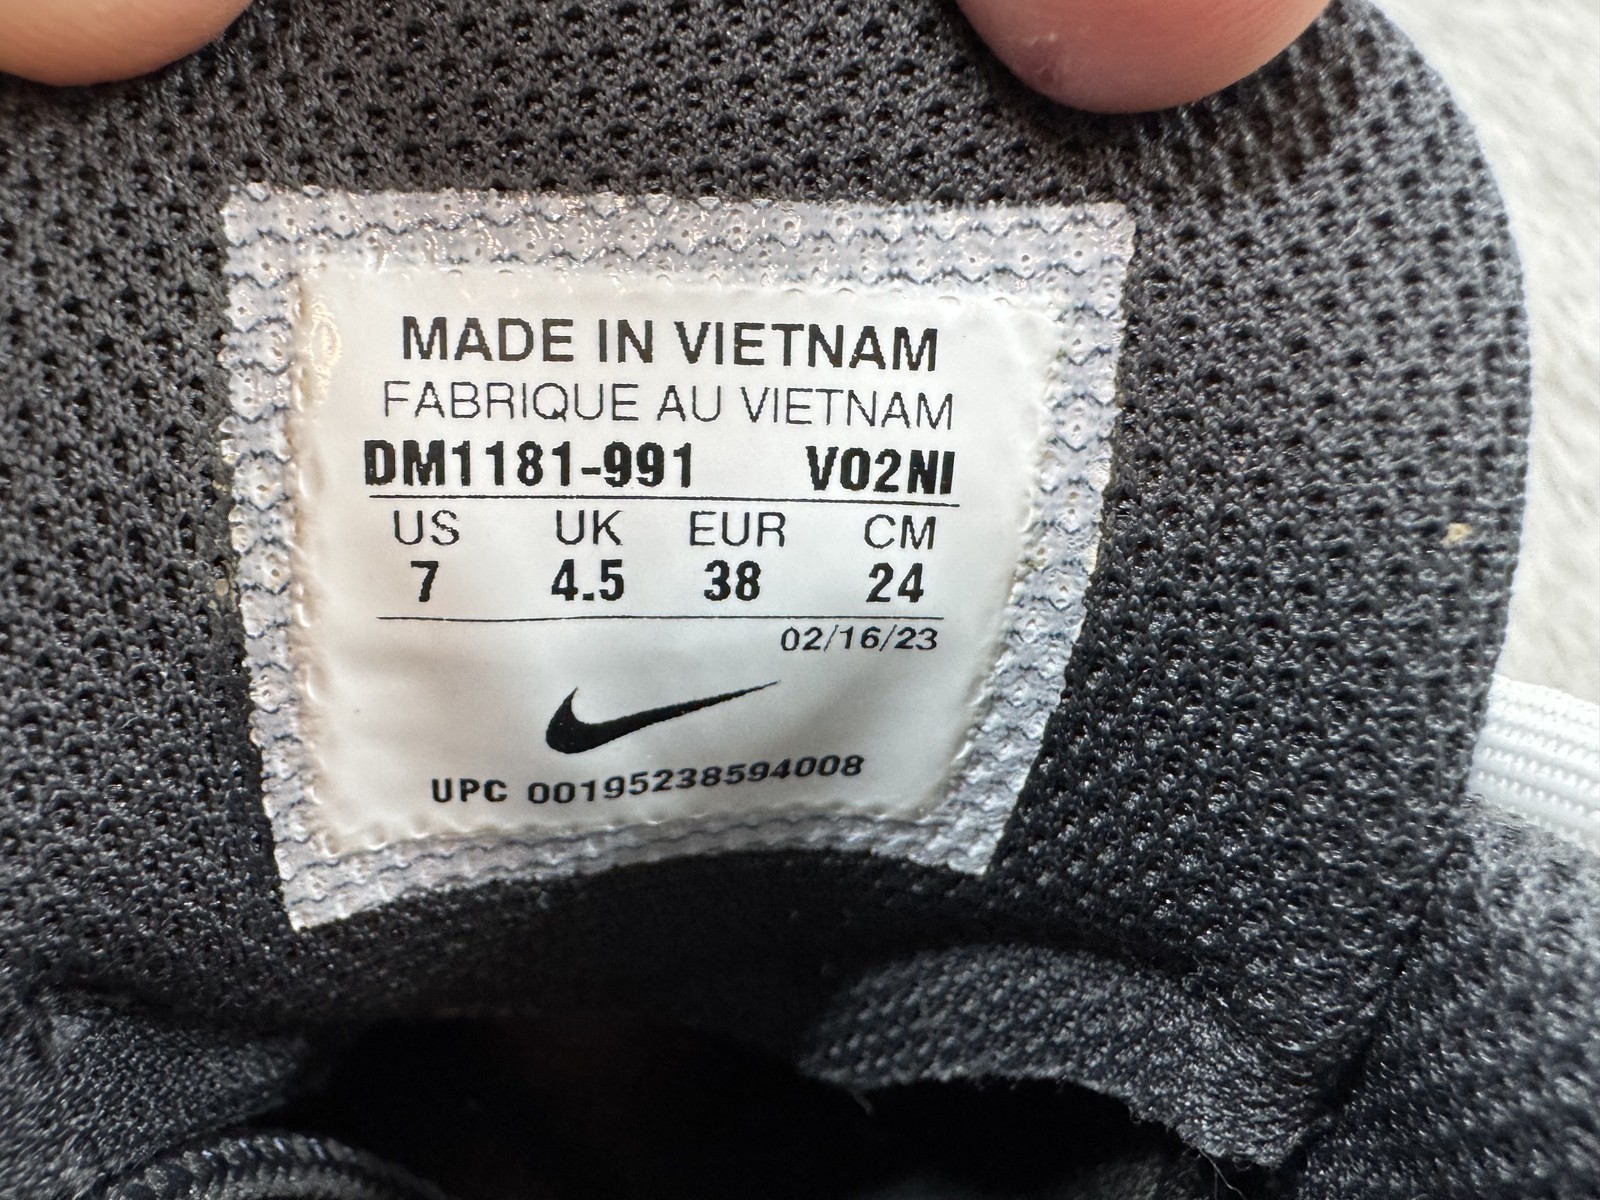 MADE IN VIETNAM
FABRIQUE AU VIETNAM
DM1181-991 VO2NI
US UK EUR CM
7 4.5 38 24
02/16/23
UPC 00195238594008